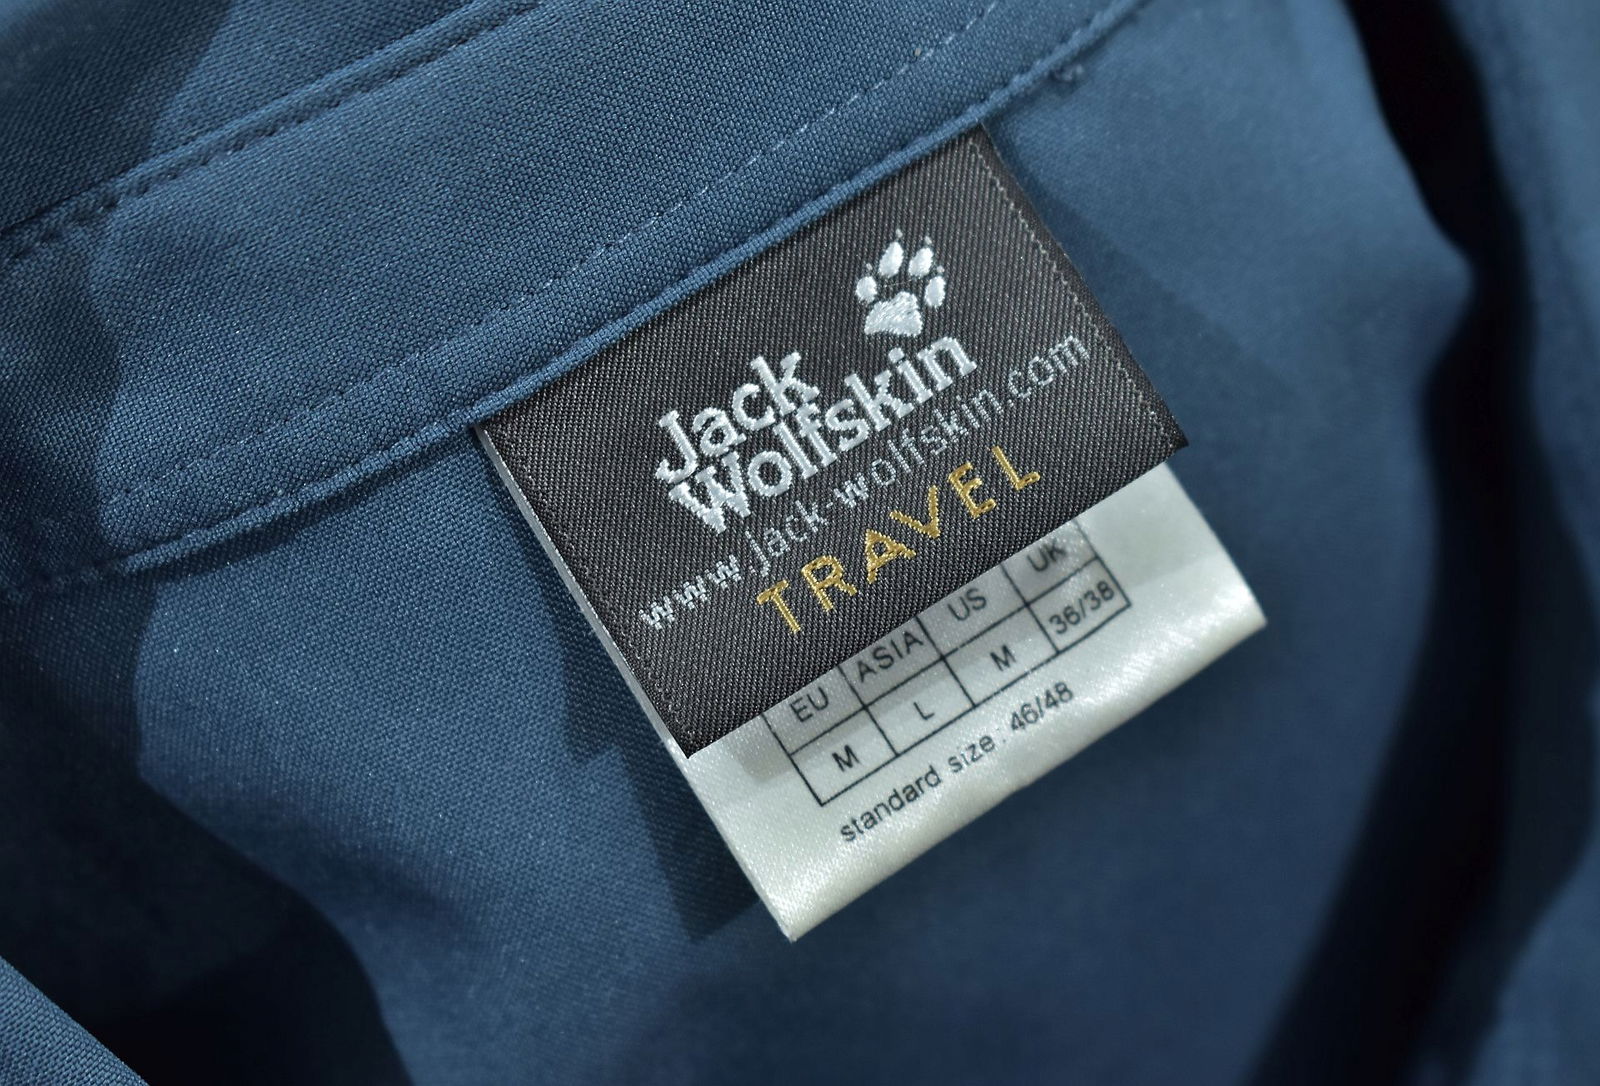 Jack
Wolfskin
www.jack-wolfskin.com
TRAVEL
EU ASIA US UK
M L M 36/38
standard size: 46/48